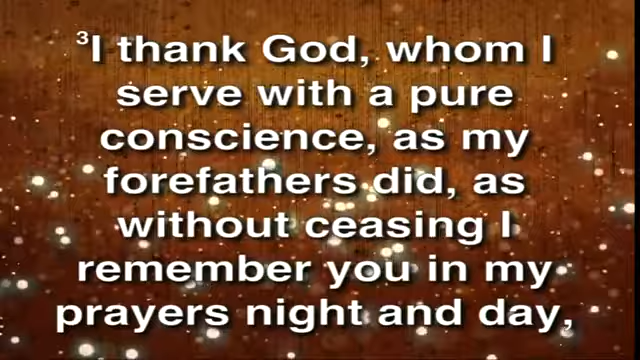 ³I thank God, whom I
serve with a pure
conscience, as my
forefathers did, as
without ceasing I
remember you in my
prayers night and day,